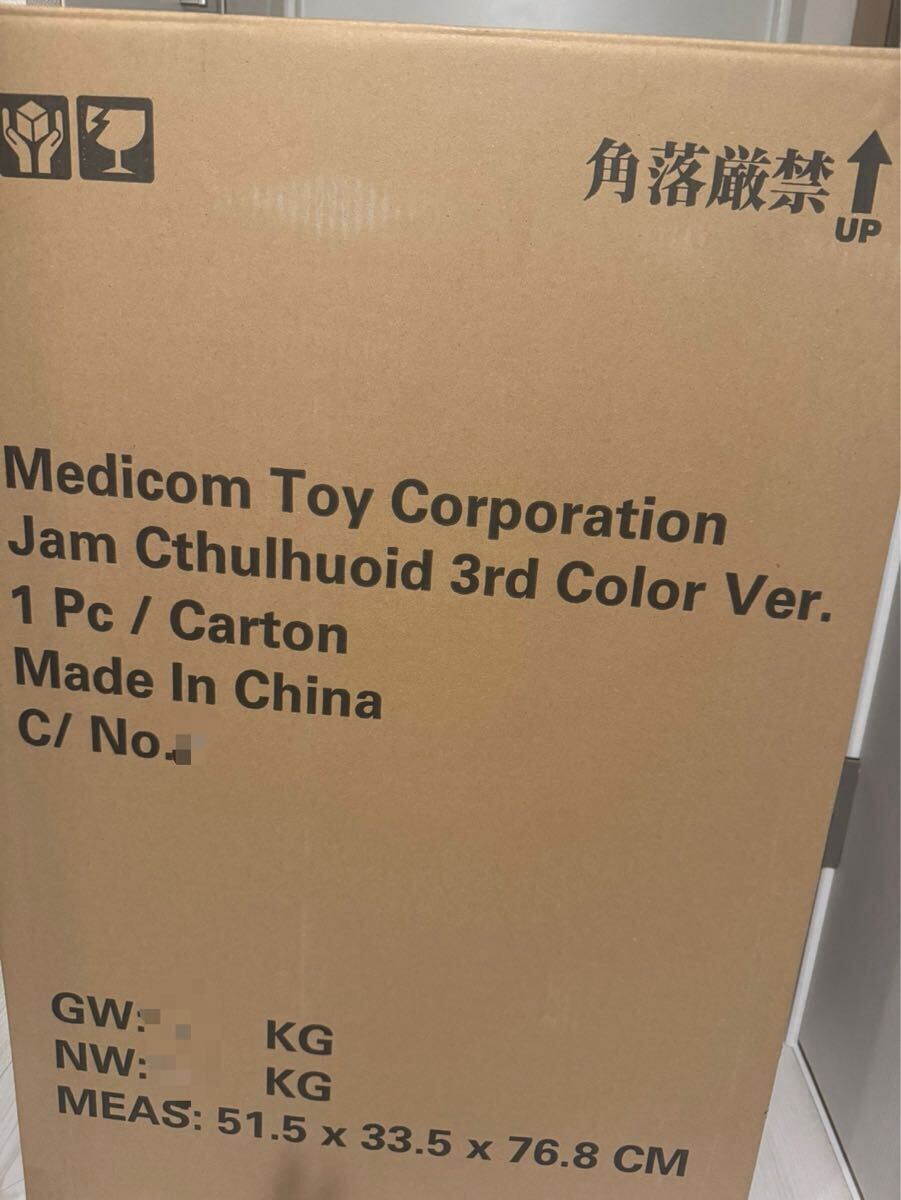 角落厳禁
UP
Medicom Toy Corporation
Jam Cthulhuoid 3rd Color Ver.
1 Pc / Carton
Made In China
C/ No.
GW: KG
NW: KG
MEAS: 51.5 x 33.5 x 76.8 CM